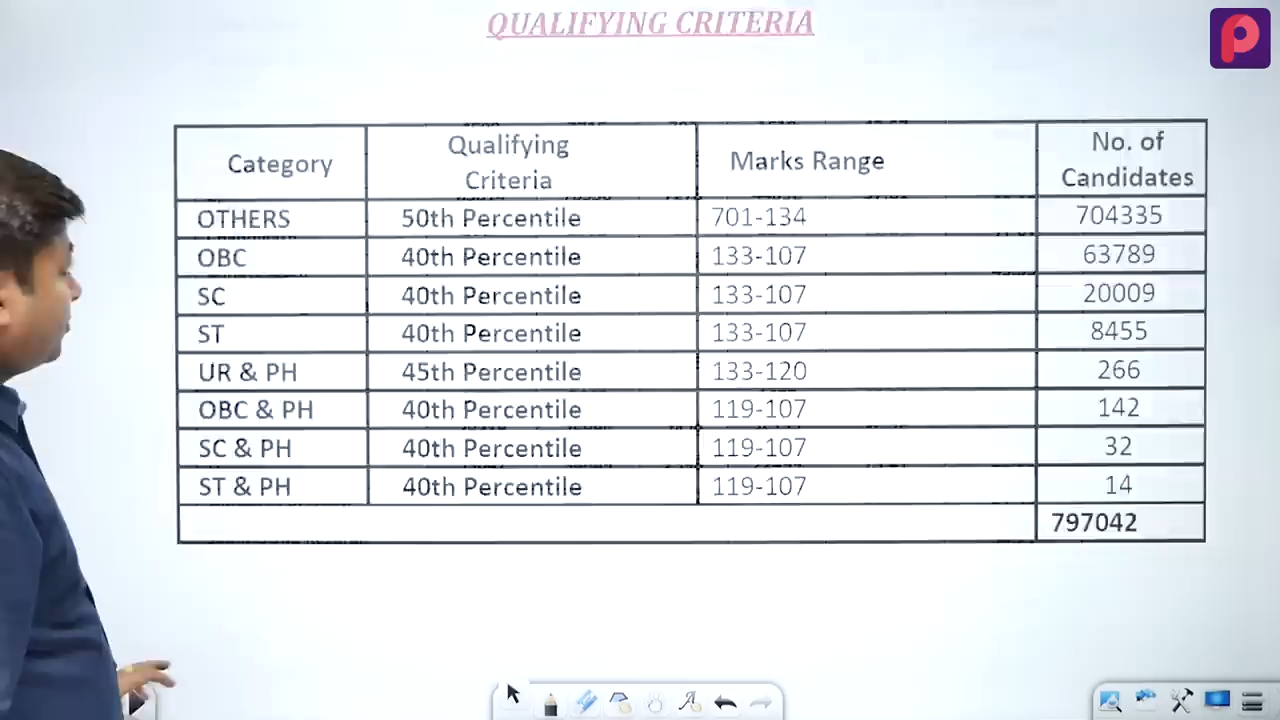 QUALIFYING CRITERIA
Category Qualifying Criteria Marks Range No. of Candidates
OTHERS 50th Percentile 701-134 704335
OBC 40th Percentile 133-107 63789
SC 40th Percentile 133-107 20009
ST 40th Percentile 133-107 8455
UR & PH 45th Percentile 133-120 266
OBC & PH 40th Percentile 119-107 142
SC & PH 40th Percentile 119-107 32
ST & PH 40th Percentile 119-107 14
797042